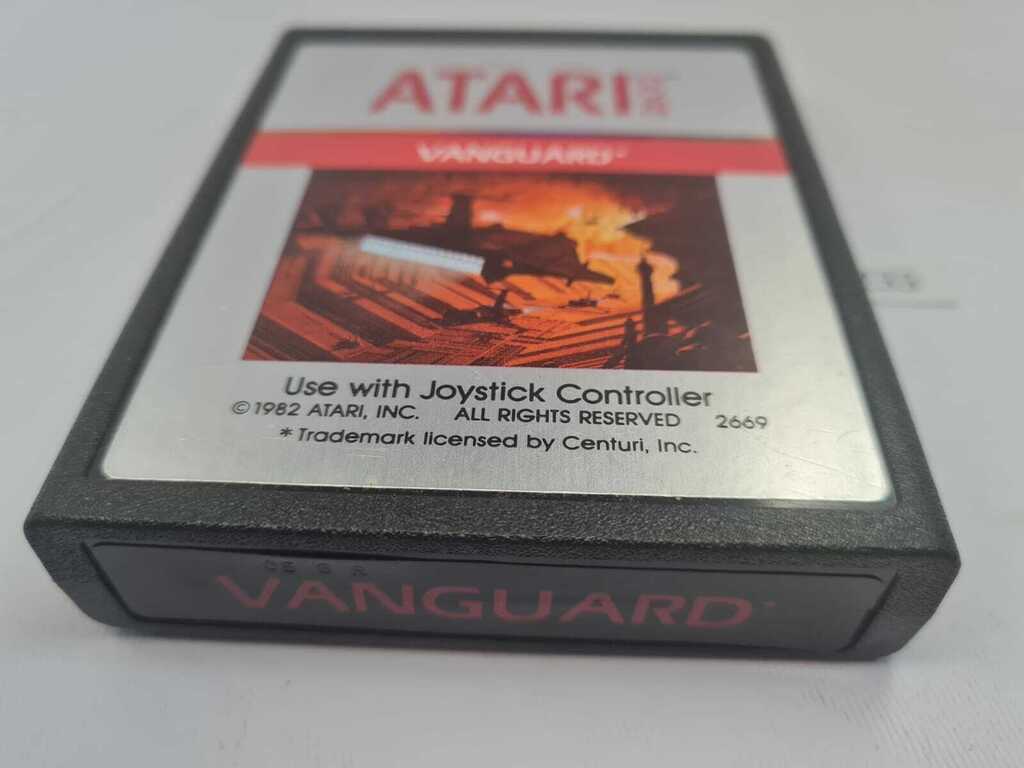 ATARI 2600
VANGUARD*
Use with Joystick Controller
© 1982 ATARI, INC. ALL RIGHTS RESERVED 2669
* Trademark licensed by Centuri, Inc.
VANGUARD*